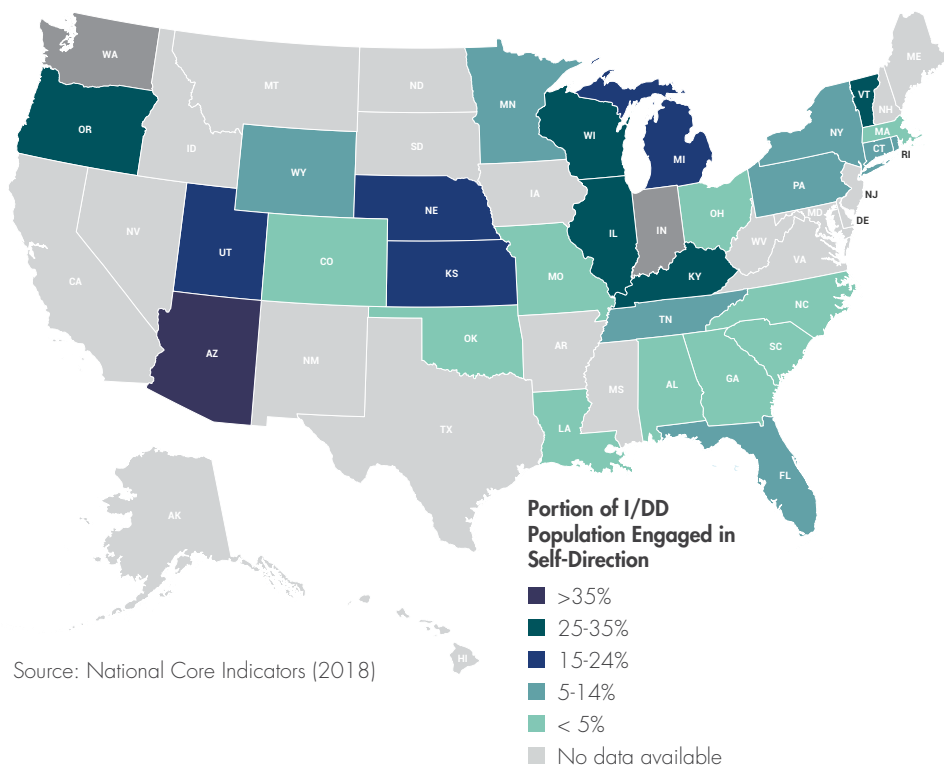 ME
WA
MT
ND
VT
NH
MN
OR
WI
NY
MA
ID
SD
CT
RI
MI
WY
PA
IA
NJ
NE
OH
MD
DE
NV
IN
IL
WV
UT
VA
CO
KS
KY
CA
MO
NC
TN
OK
SC
AZ
AR
NM
AL
GA
MS
TX
LA
FL
AK
HI
Portion of I/DD
Population Engaged in
Self-Direction
>35%
25-35%
15-24%
5-14%
< 5%
No data available
Source: National Core Indicators (2018)